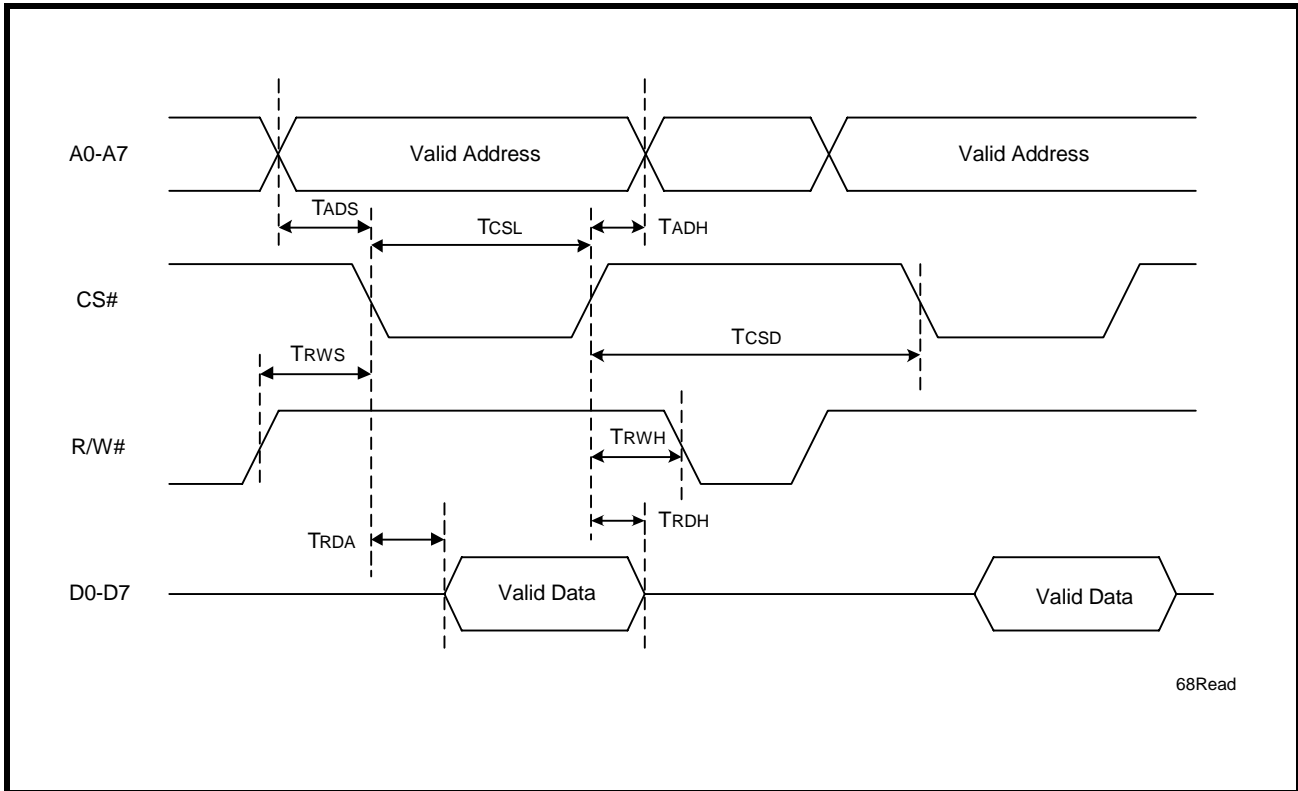 A0-A7
Valid Address
Valid Address
TADS
TCSL
TADH
CS#
TCSD
TRWS
R/W#
TRWH
TRDA
TRDH
D0-D7
Valid Data
Valid Data
68Read